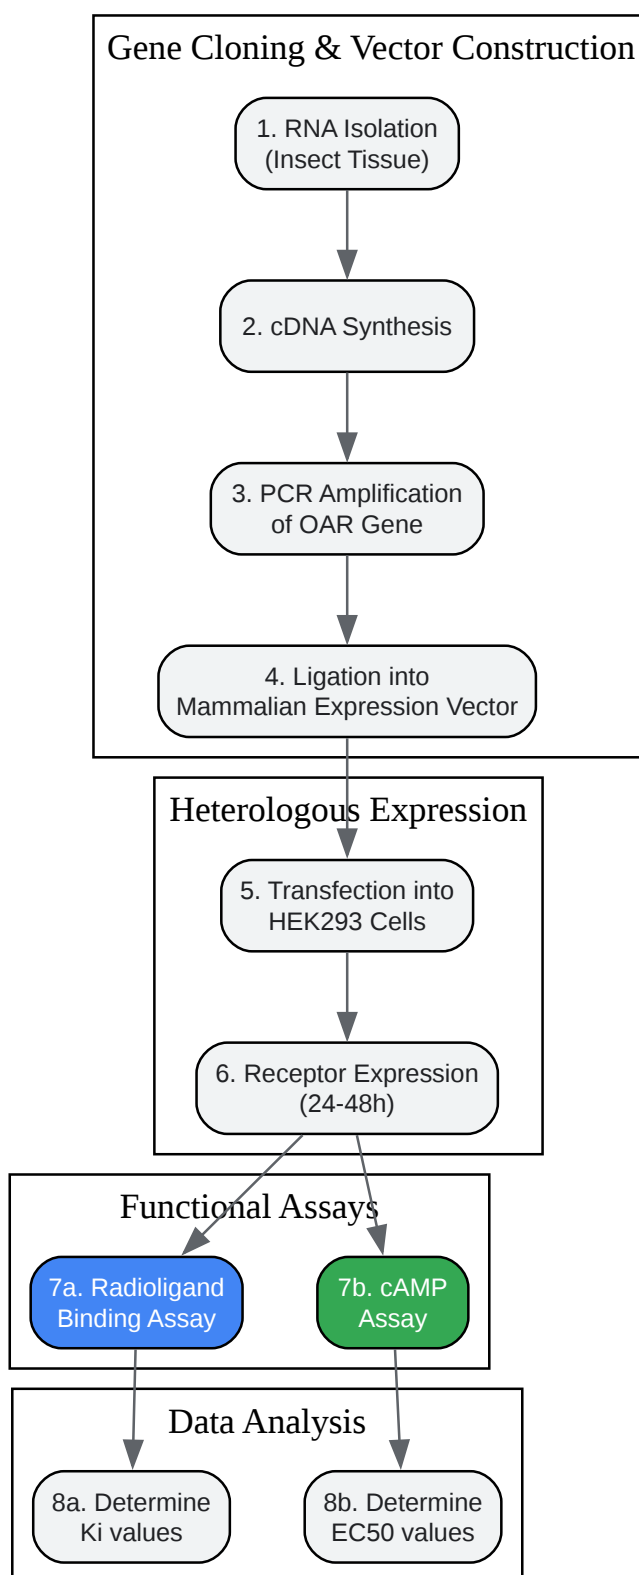 Gene Cloning & Vector Construction
1. RNA Isolation
(Insect Tissue)
2. cDNA Synthesis
3. PCR Amplification
of OAR Gene
4. Ligation into
Mammalian Expression Vector
Heterologous Expression
5. Transfection into
HEK293 Cells
6. Receptor Expression
(24-48h)
Functional Assays
7a. Radioligand
Binding Assay
7b. cAMP
Assay
Data Analysis
8a. Determine
Ki values
8b. Determine
EC50 values